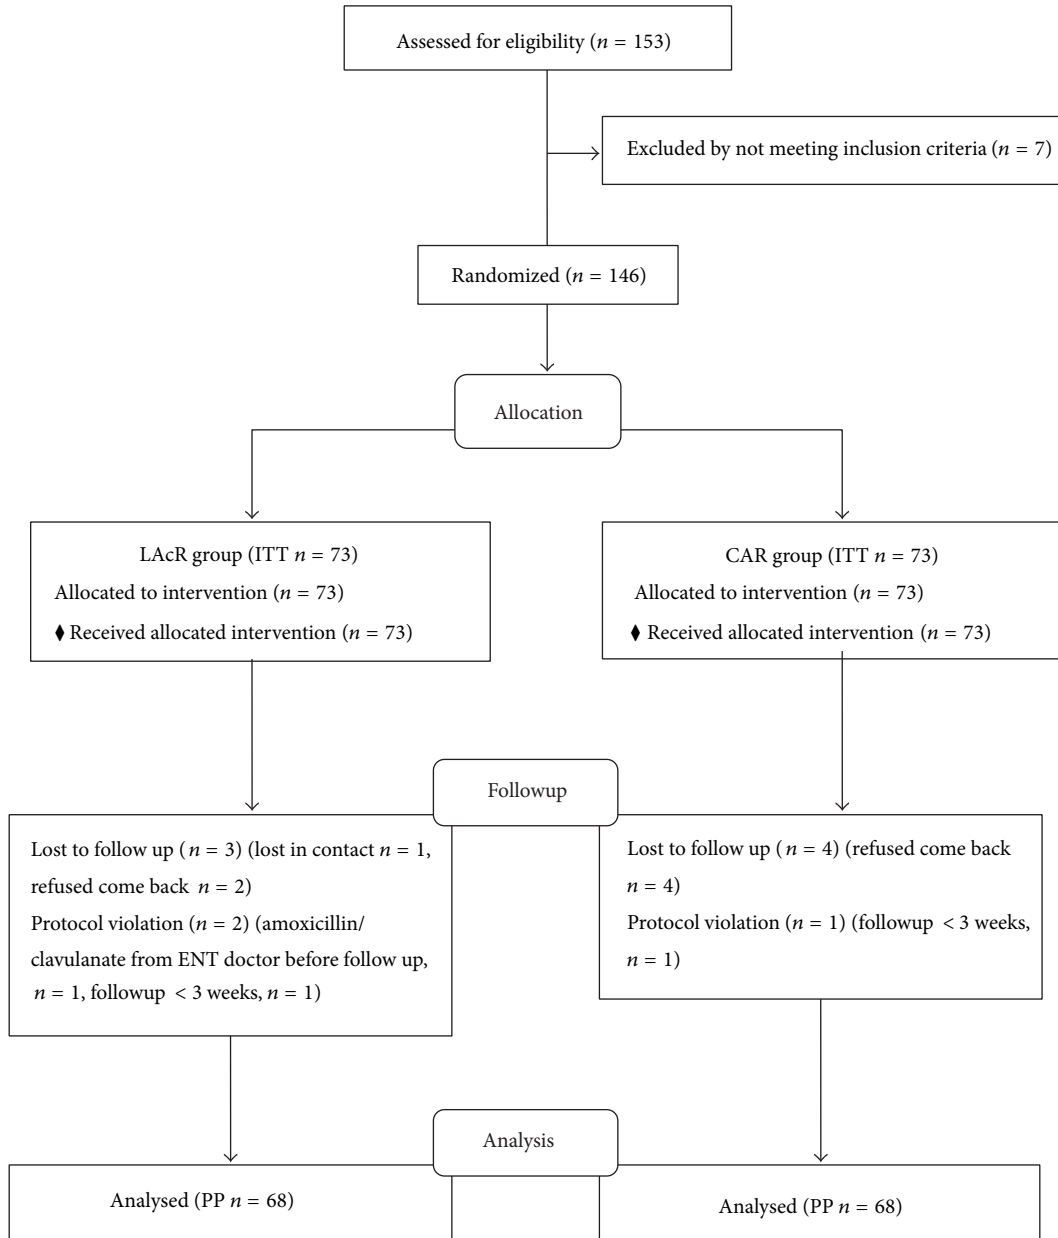 Assessed for eligibility (n = 153)
Excluded by not meeting inclusion criteria (n = 7)
Randomized (n = 146)
Allocation
LAcR group (ITT n = 73)
Allocated to intervention (n = 73)
♦ Received allocated intervention (n = 73)
CAR group (ITT n = 73)
Allocated to intervention (n = 73)
♦ Received allocated intervention (n = 73)
Followup
Lost to follow up (n = 3) (lost in contact n = 1,
refused come back n = 2)
Protocol violation (n = 2) (amoxicillin/
clavulanate from ENT doctor before follow up,
n = 1, followup < 3 weeks, n = 1)
Lost to follow up (n = 4) (refused come back
n = 4)
Protocol violation (n = 1) (followup < 3 weeks,
n = 1)
Analysis
Analysed (PP n = 68)
Analysed (PP n = 68)